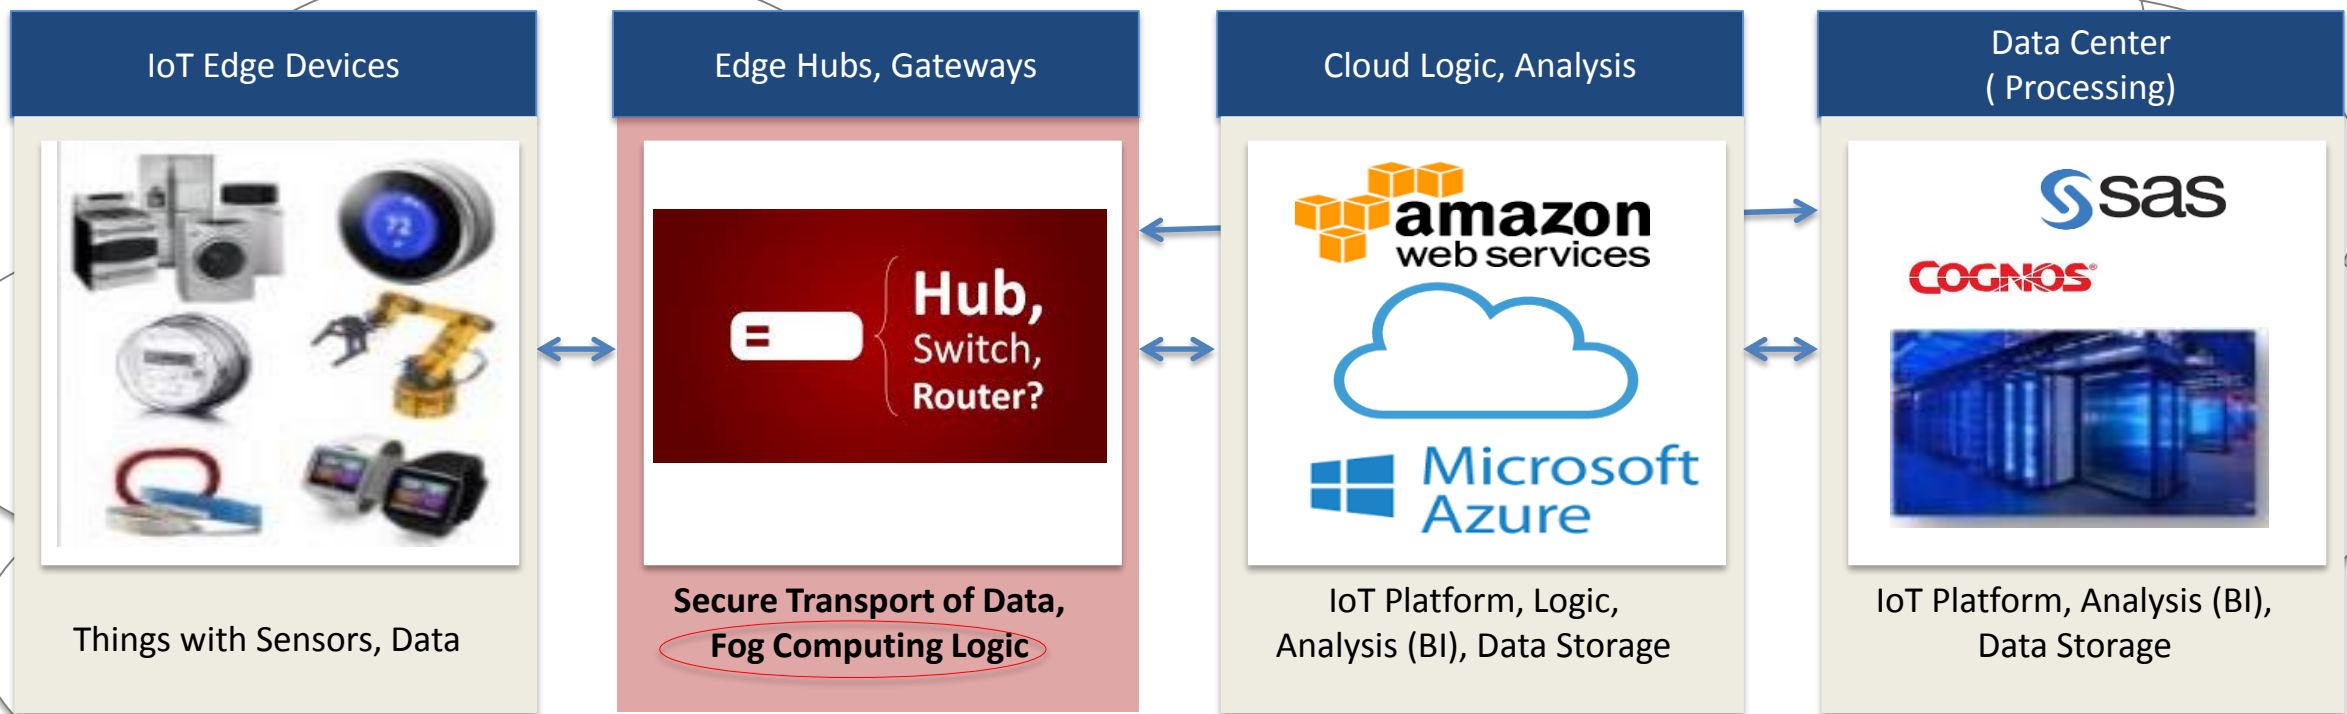 IoT Edge Devices
72
Things with Sensors, Data
Edge Hubs, Gateways
Hub,
Switch,
Router?
Secure Transport of Data,
Fog Computing Logic
Cloud Logic, Analysis
amazon
web services
Microsoft
Azure
IoT Platform, Logic,
Analysis (BI), Data Storage
Data Center
( Processing)
sas
COGNOS®
IoT Platform, Analysis (BI),
Data Storage